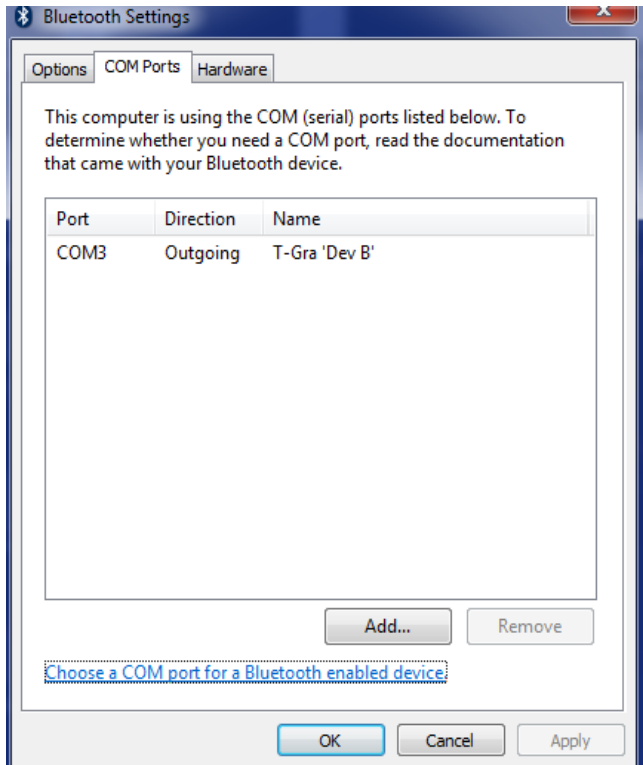 Bluetooth Settings
Options COM Ports Hardware
This computer is using the COM (serial) ports listed below. To
determine whether you need a COM port, read the documentation
that came with your Bluetooth device.
Port Direction Name
COM3 Outgoing T-Gra 'Dev B'
Add... Remove
Choose a COM port for a Bluetooth enabled device.
OK Cancel Apply